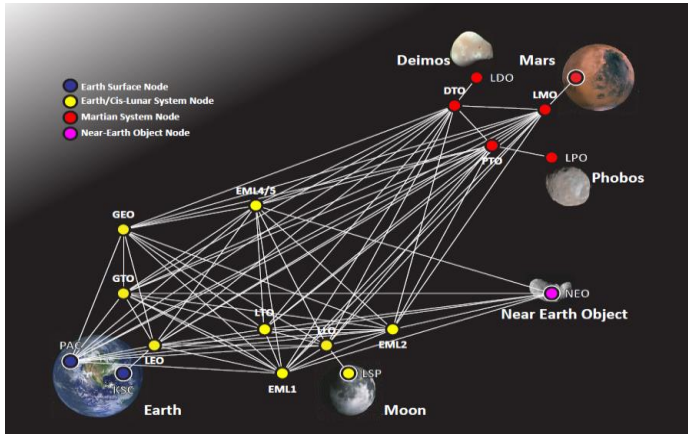 Deimos
Mars
LDO
Earth Surface Node
Earth/Cis-Lunar System Node
Martian System Node
Near-Earth Object Node
DTO
LMO
PTO
LPO
Phobos
EML4/5
GEO
GTO
NEO
Near Earth Object
LTO
LLO
EML2
PAC
LEO
KSC
EML1
LSP
Earth
Moon